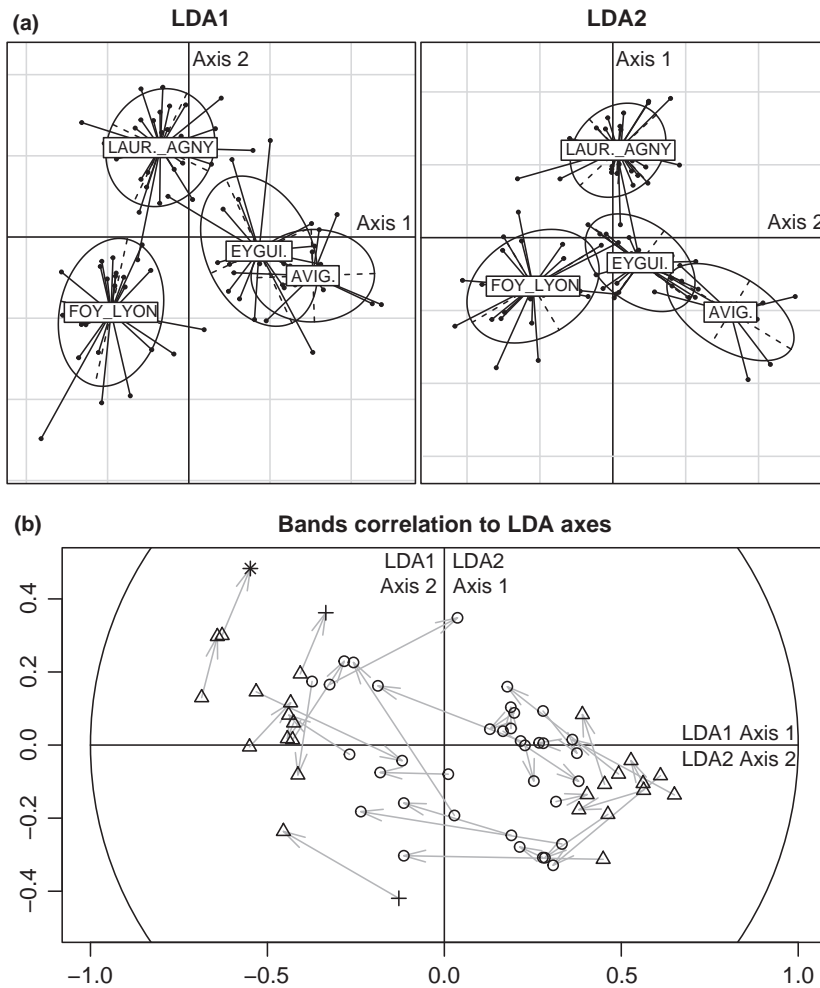 (a)
LDA1
LDA2
Axis 2
Axis 1
LAUR._AGNY
LAUR._AGNY
Axis 1
Axis 2
EYGUI.
EYGUI.
AVIG.
FOY_LYON
FOY_LYON
AVIG.
(b)
Bands correlation to LDA axes
LDA1 LDA2
Axis 2 Axis 1
0.4
0.2
0.0
−0.2
−0.4
LDA1 Axis 1
LDA2 Axis 2
−1.0 −0.5 0.0 0.5 1.0